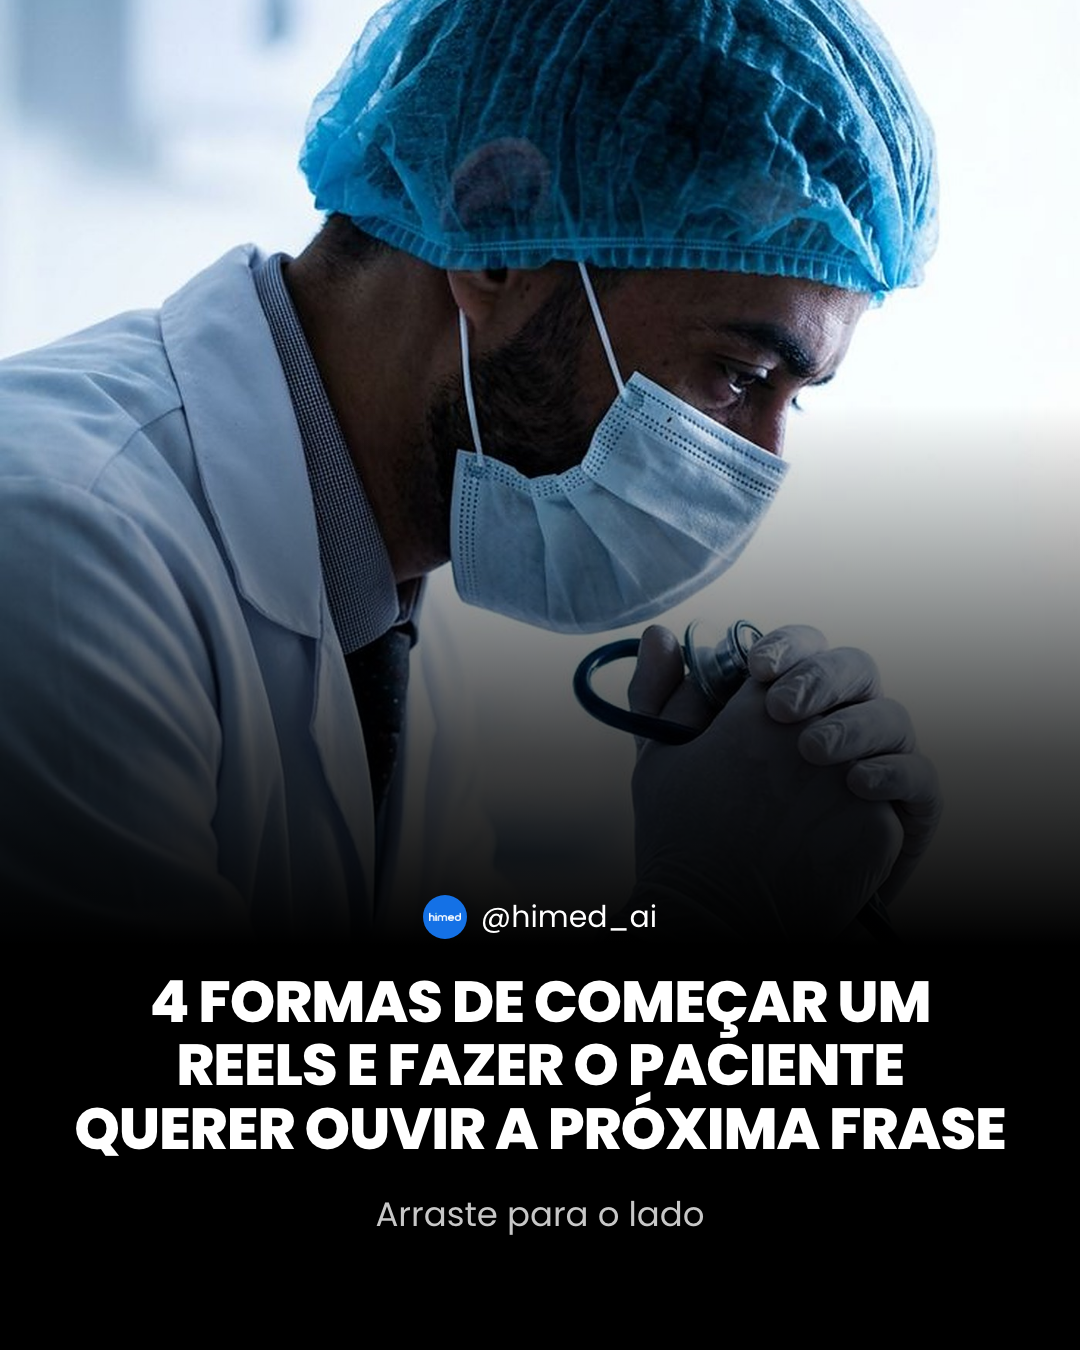 himed @himed_ai
4 FORMAS DE COMEÇAR UM
REELS E FAZER O PACIENTE
QUERER OUVIR A PRÓXIMA FRASE
Arraste para o lado